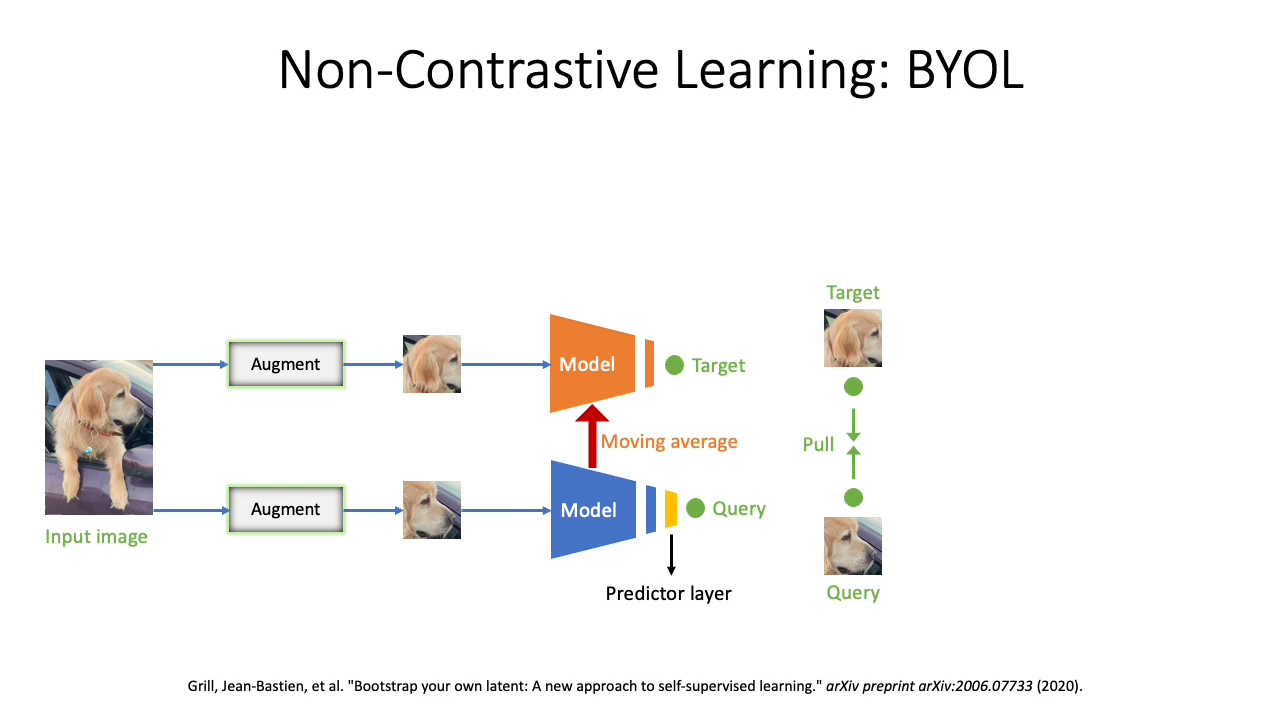 Non-Contrastive Learning: BYOL
Target
Augment
Model
Target
Pull
Moving average
Augment
Model
Query
Input image
Predictor layer
Query
Grill, Jean-Bastien, et al. "Bootstrap your own latent: A new approach to self-supervised learning." arXiv preprint arXiv:2006.07733 (2020).